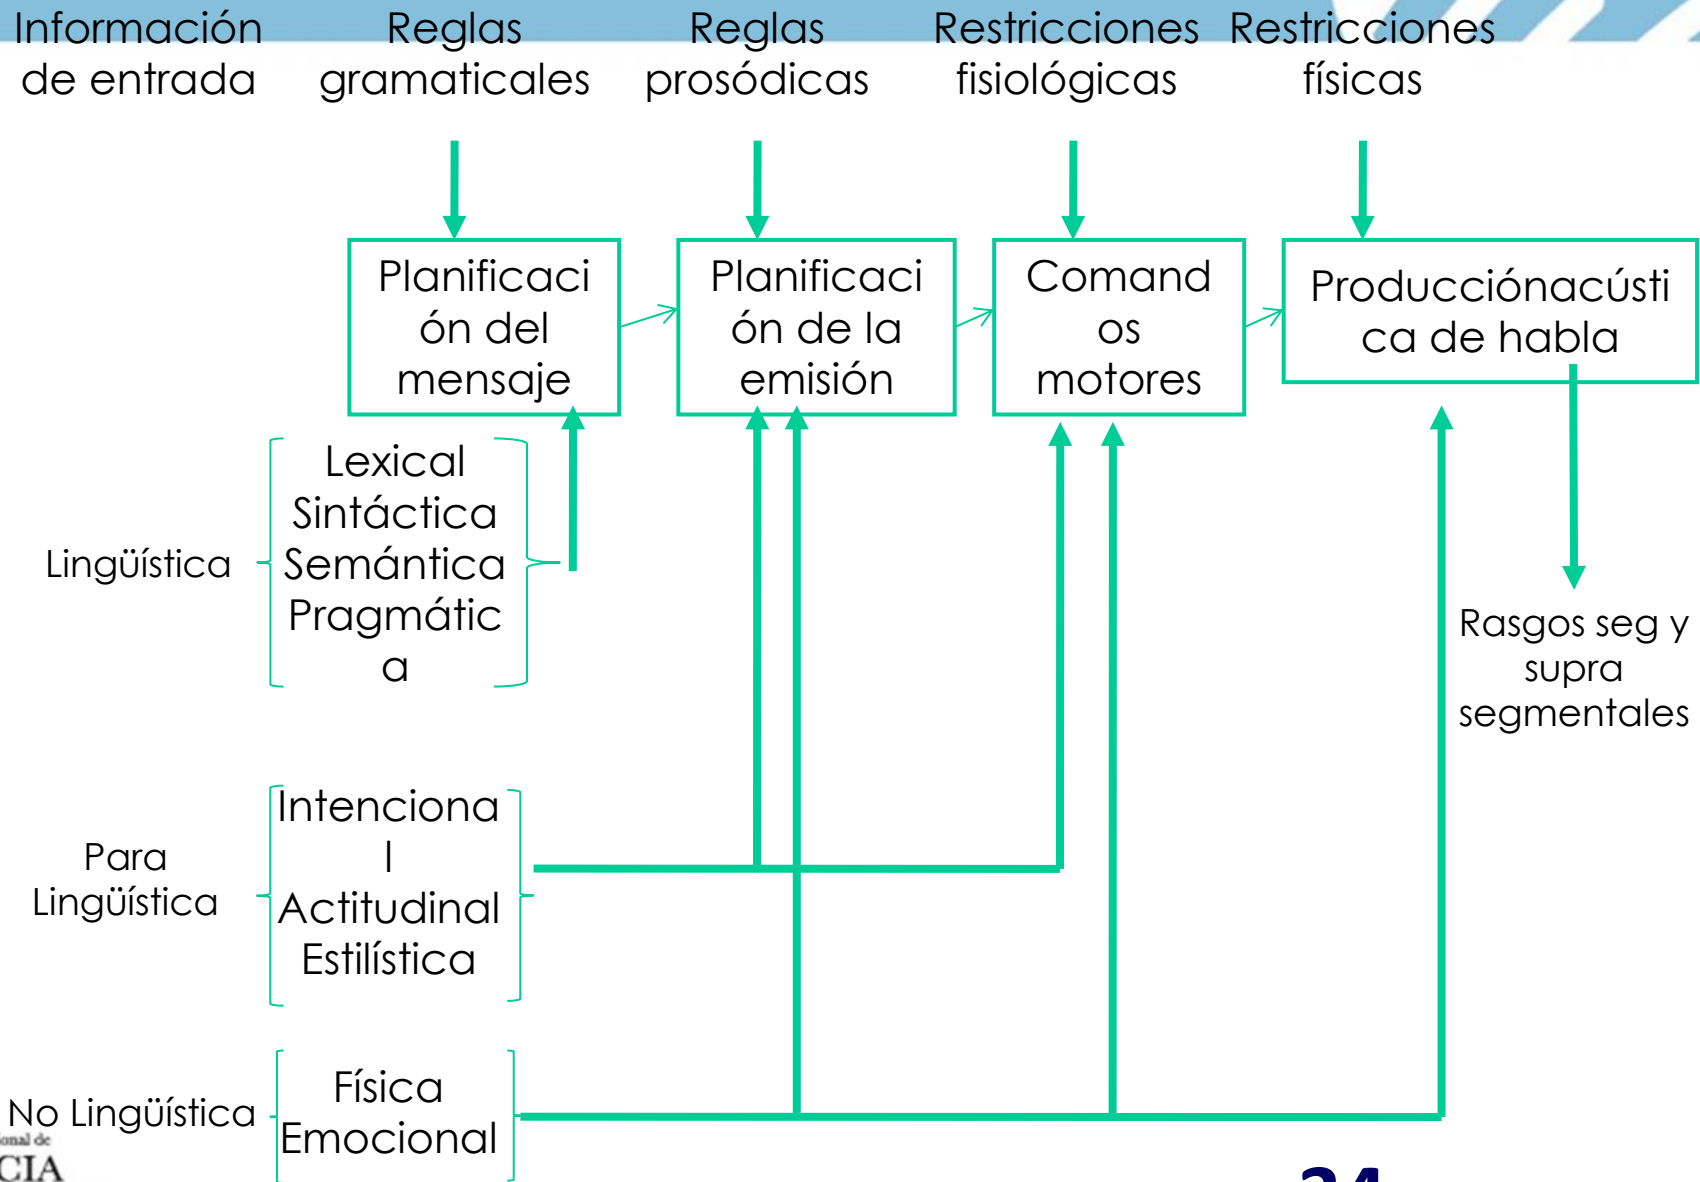 Información
de entrada
Reglas
gramaticales
Reglas
prosódicas
Restricciones
fisiológicas
Restricciones
físicas
Planificaci
ón del
mensaje
Planificaci
ón de la
emisión
Comand
os
motores
Producciónacústi
ca de habla
Lingüística
Lexical
Sintáctica
Semántica
Pragmátic
a
Rasgos seg y
supra
segmentales
Para
Lingüística
Intenciona
l
Actitudinal
Estilística
No Lingüística
Física
Emocional